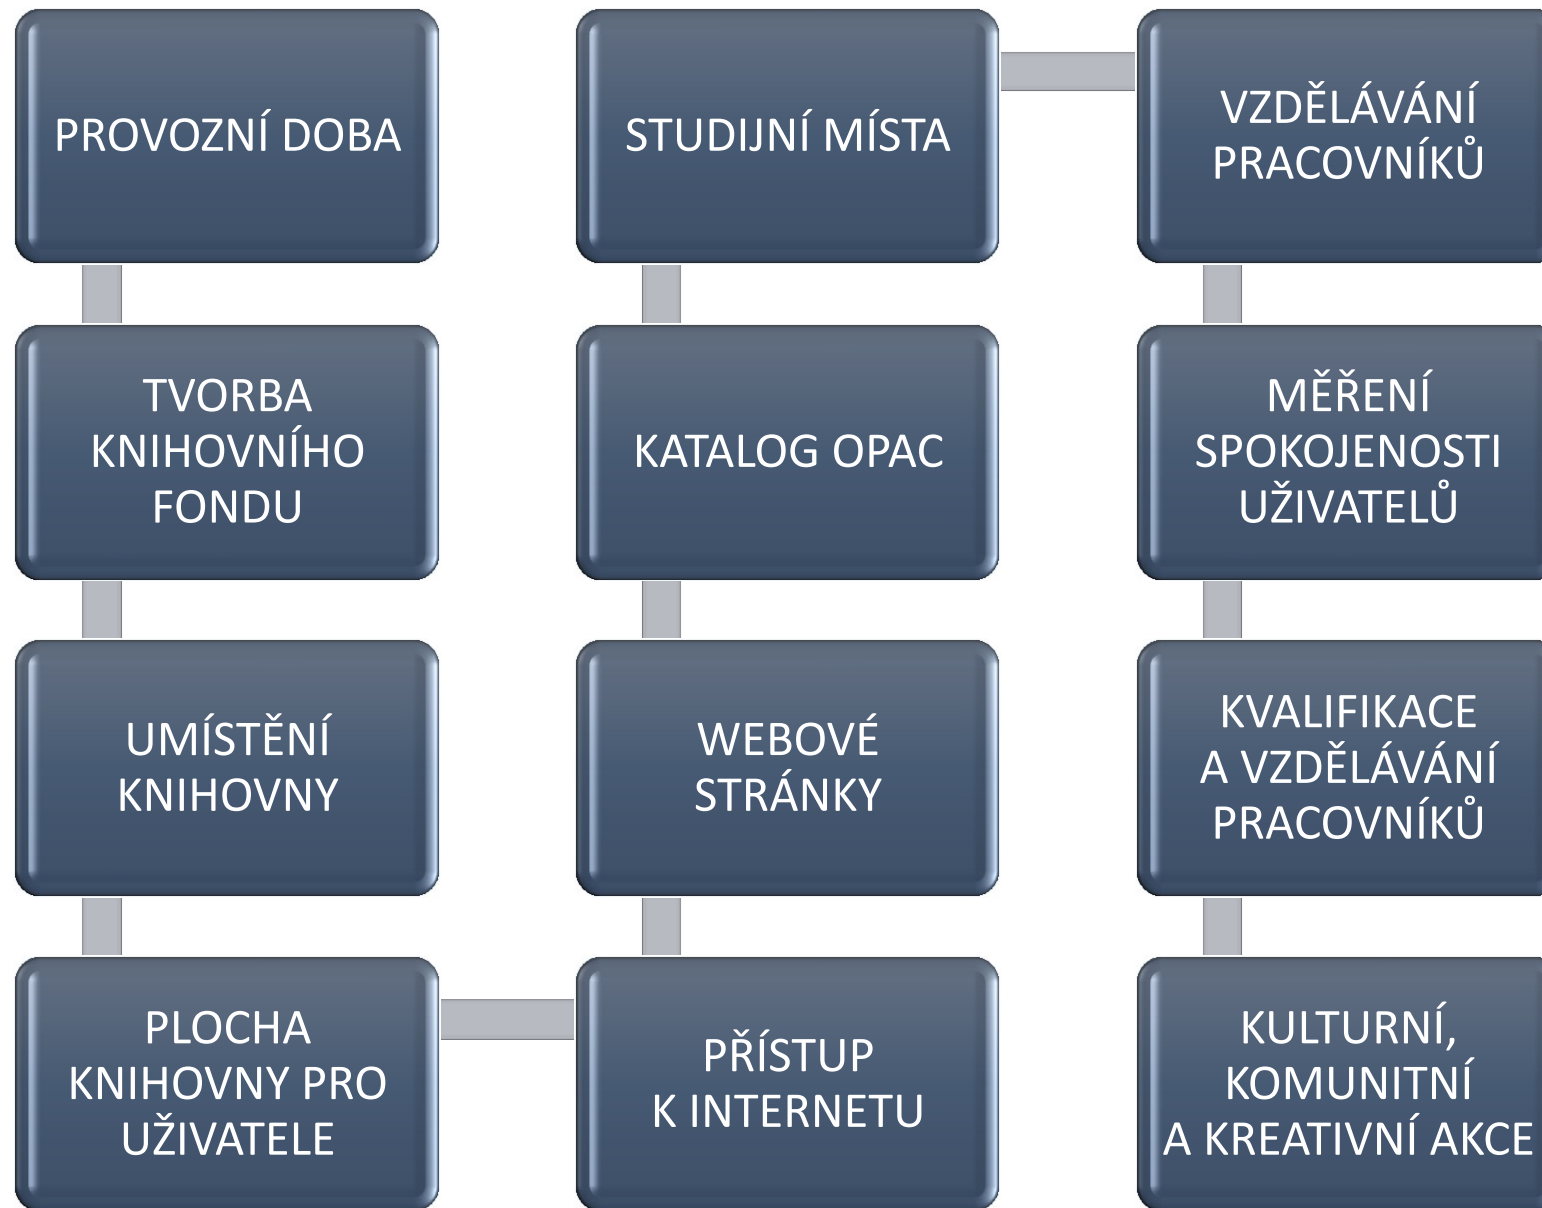 PROVOZNÍ DOBA
TVORBA
KNIHOVNÍHO
FONDU
UMÍSTĚNÍ
KNIHOVNY
PLOCHA
KNIHOVNY PRO
UŽIVATELE
PŘÍSTUP
K INTERNETU
WEBOVÉ
STRÁNKY
KATALOG OPAC
STUDIJNÍ MÍSTA
VZDĚLÁVÁNÍ
PRACOVNÍKŮ
MĚŘENÍ
SPOKOJENOSTI
UŽIVATELŮ
KVALIFIKACE
A VZDĚLÁVÁNÍ
PRACOVNÍKŮ
KULTURNÍ,
KOMUNITNÍ
A KREATIVNÍ AKCE